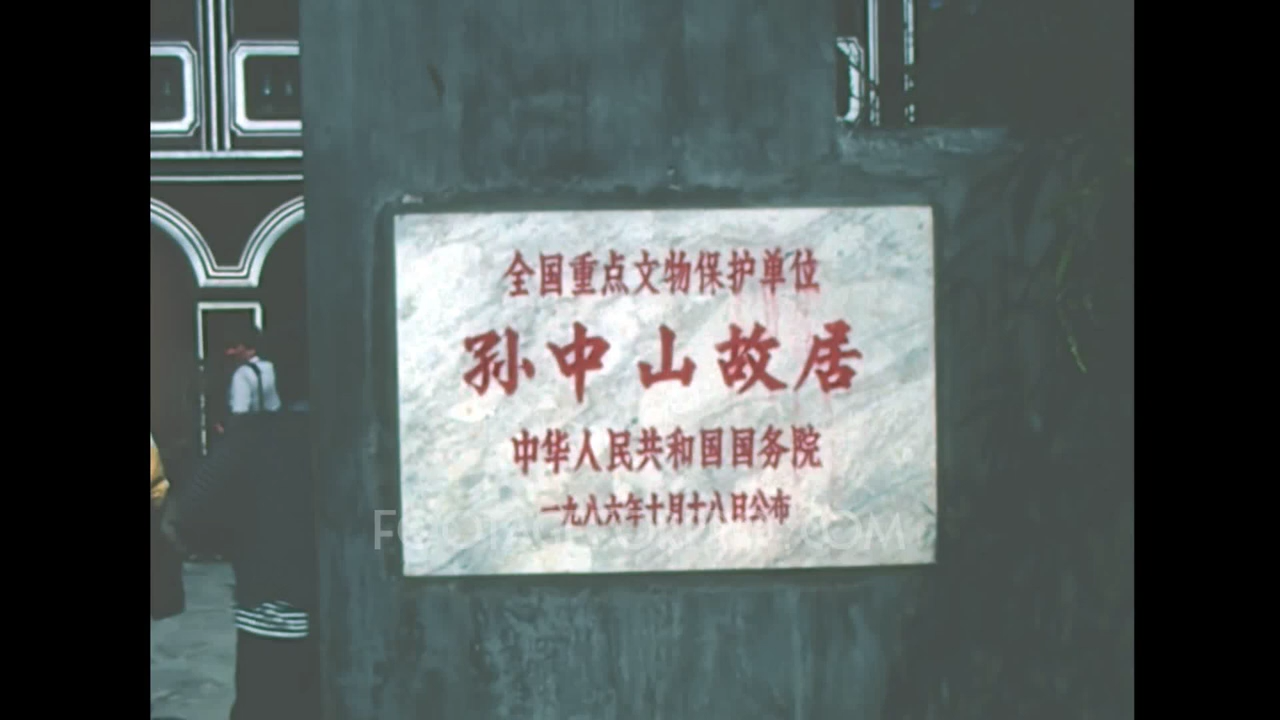 全国重点文物保护单位
孙中山故居
中华人民共和国国务院
一九八六年十月十八日公布